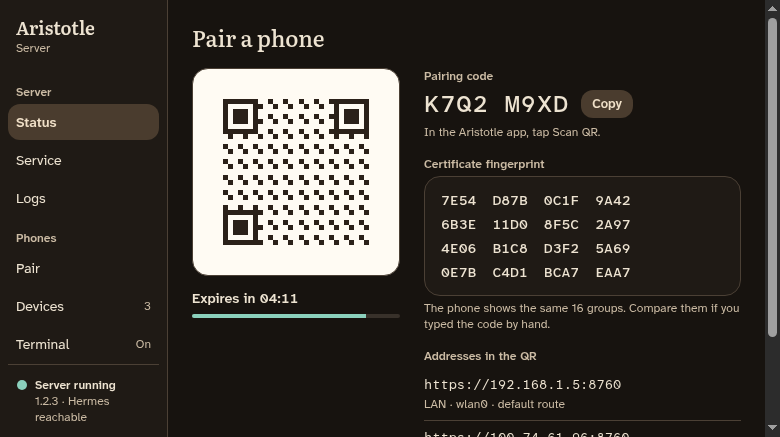 Aristotle
Server
Server
Status
Service
Logs
Phones
Pair
Devices 3
Terminal On
Server running
1.2.3 · Hermes
reachable
Pair a phone
Expires in 04:11
Pairing code
K7Q2 M9XD Copy
In the Aristotle app, tap Scan QR.
Certificate fingerprint
7E54 D87B 0C1F 9A42
6B3E 11D0 8F5C 2A97
4E06 B1C8 D3F2 5A69
0E7B C4D1 BCA7 EAA7
The phone shows the same 16 groups. Compare them if you
typed the code by hand.
Addresses in the QR
https://192.168.1.5:8760
LAN · wlan0 · default route